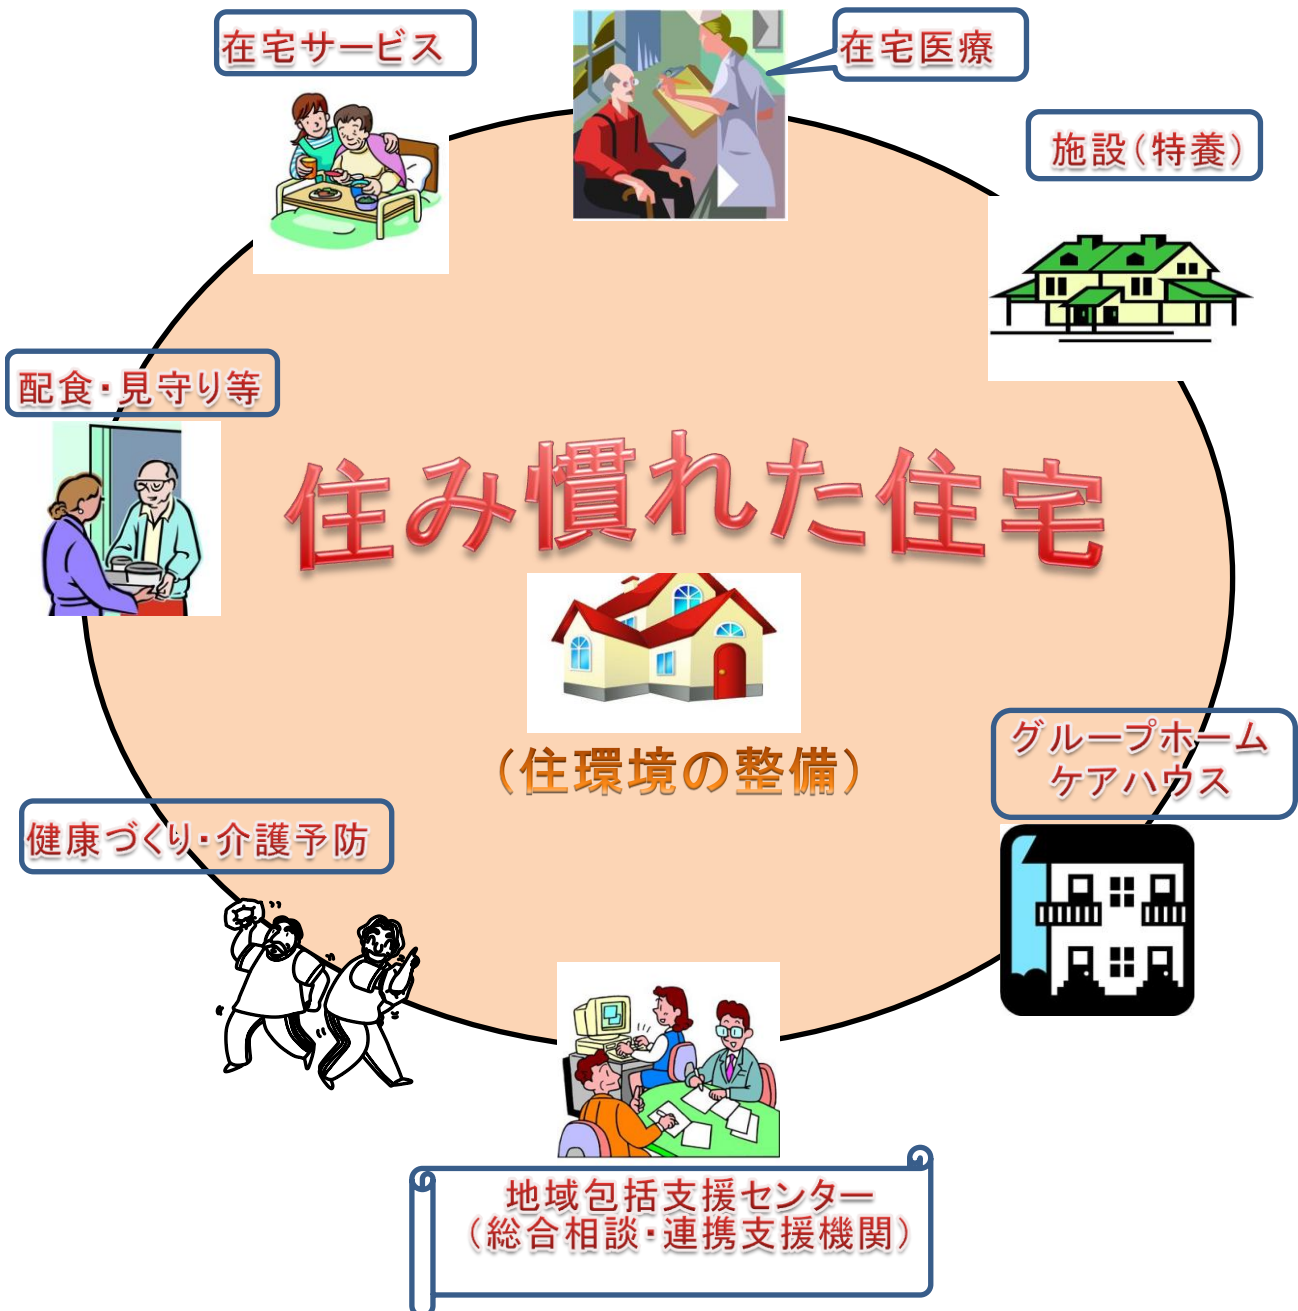 在宅サービス
在宅医療
施設（特養）
配食・見守り等
住み慣れた住宅
（住環境の整備）
グループホーム
ケアハウス
健康づくり・介護予防
地域包括支援センター
（総合相談・連携支援機関）